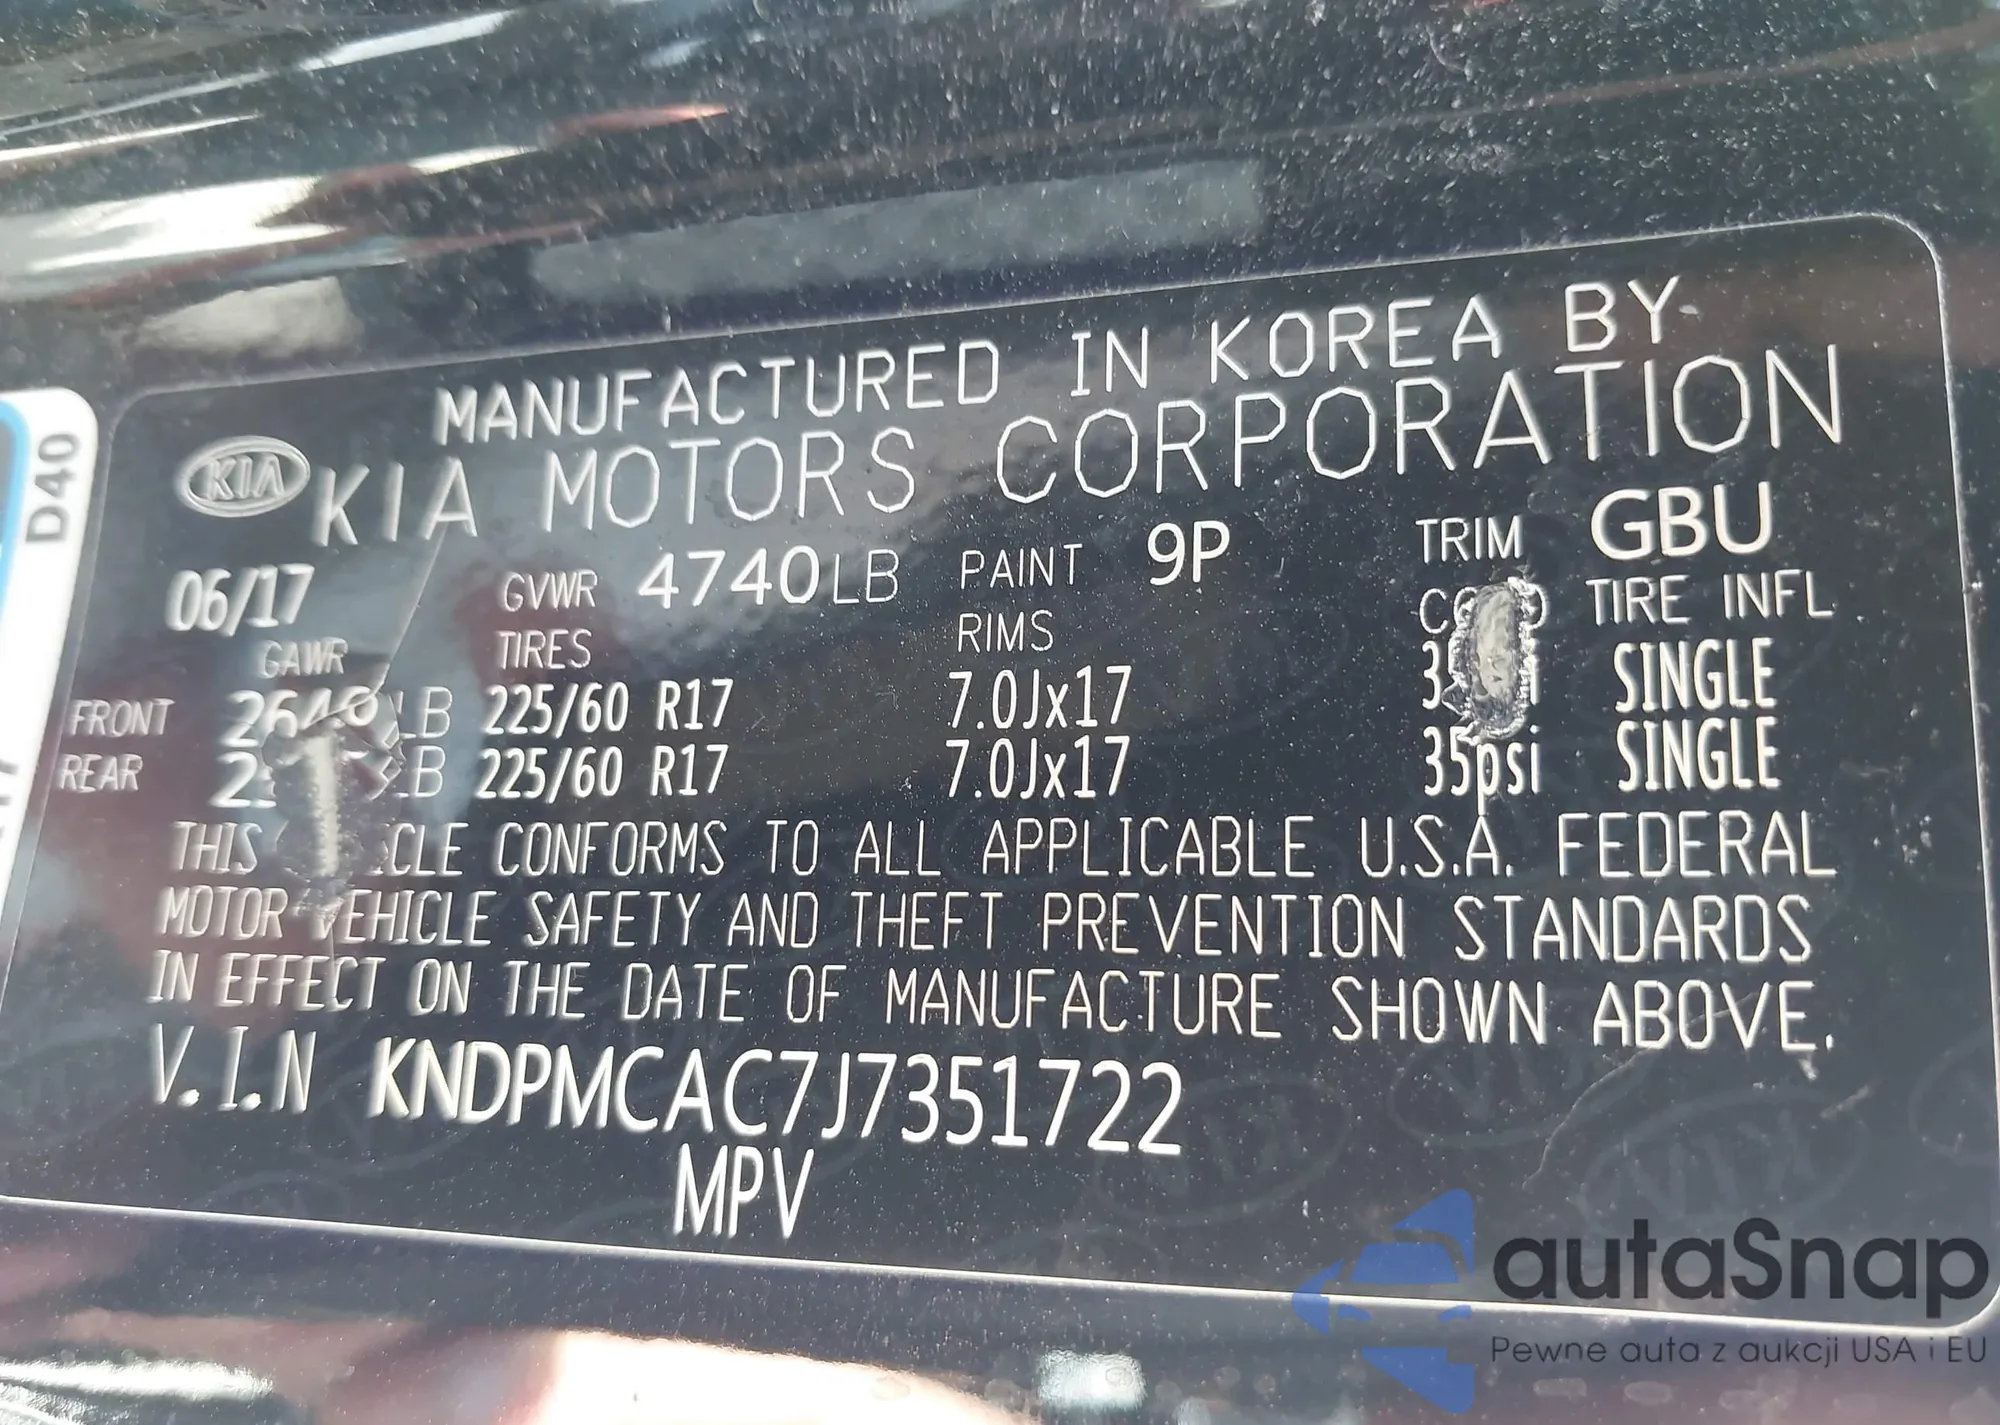 D40
MANUFACTURED IN KOREA BY
KIA KIA MOTORS CORPORATION
06/17 GVWR 4740LB PAINT 9P TRIM GBU
GAWR TIRES RIMS TIRE INFL
FRONT LB 225/60 R17 7.0Jx17 SINGLE
REAR LB 225/60 R17 7.0Jx17 35psi SINGLE
THIS CONFORMS TO ALL APPLICABLE U.S.A. FEDERAL
MOTOR VEHICLE SAFETY AND THEFT PREVENTION STANDARDS
IN EFFECT ON THE DATE OF MANUFACTURE SHOWN ABOVE.
V.I.N KNDPMCAC7J7351722
MPV
autaSnap
Pewne auta z aukcji USA i EU